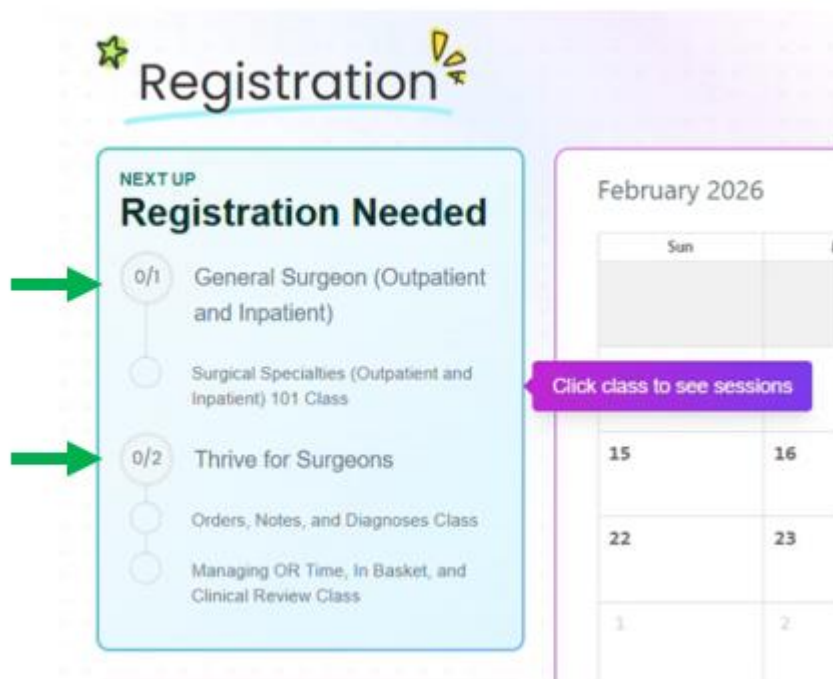 Registration
NEXT UP
Registration Needed
0/1
General Surgeon (Outpatient
and Inpatient)
Surgical Specialties (Outpatient and
Inpatient) 101 Class
0/2
Thrive for Surgeons
Orders, Notes, and Diagnoses Class
Managing OR Time, In Basket, and
Clinical Review Class
Click class to see sessions
February 2026
Sun
15 16
22 23
1 2